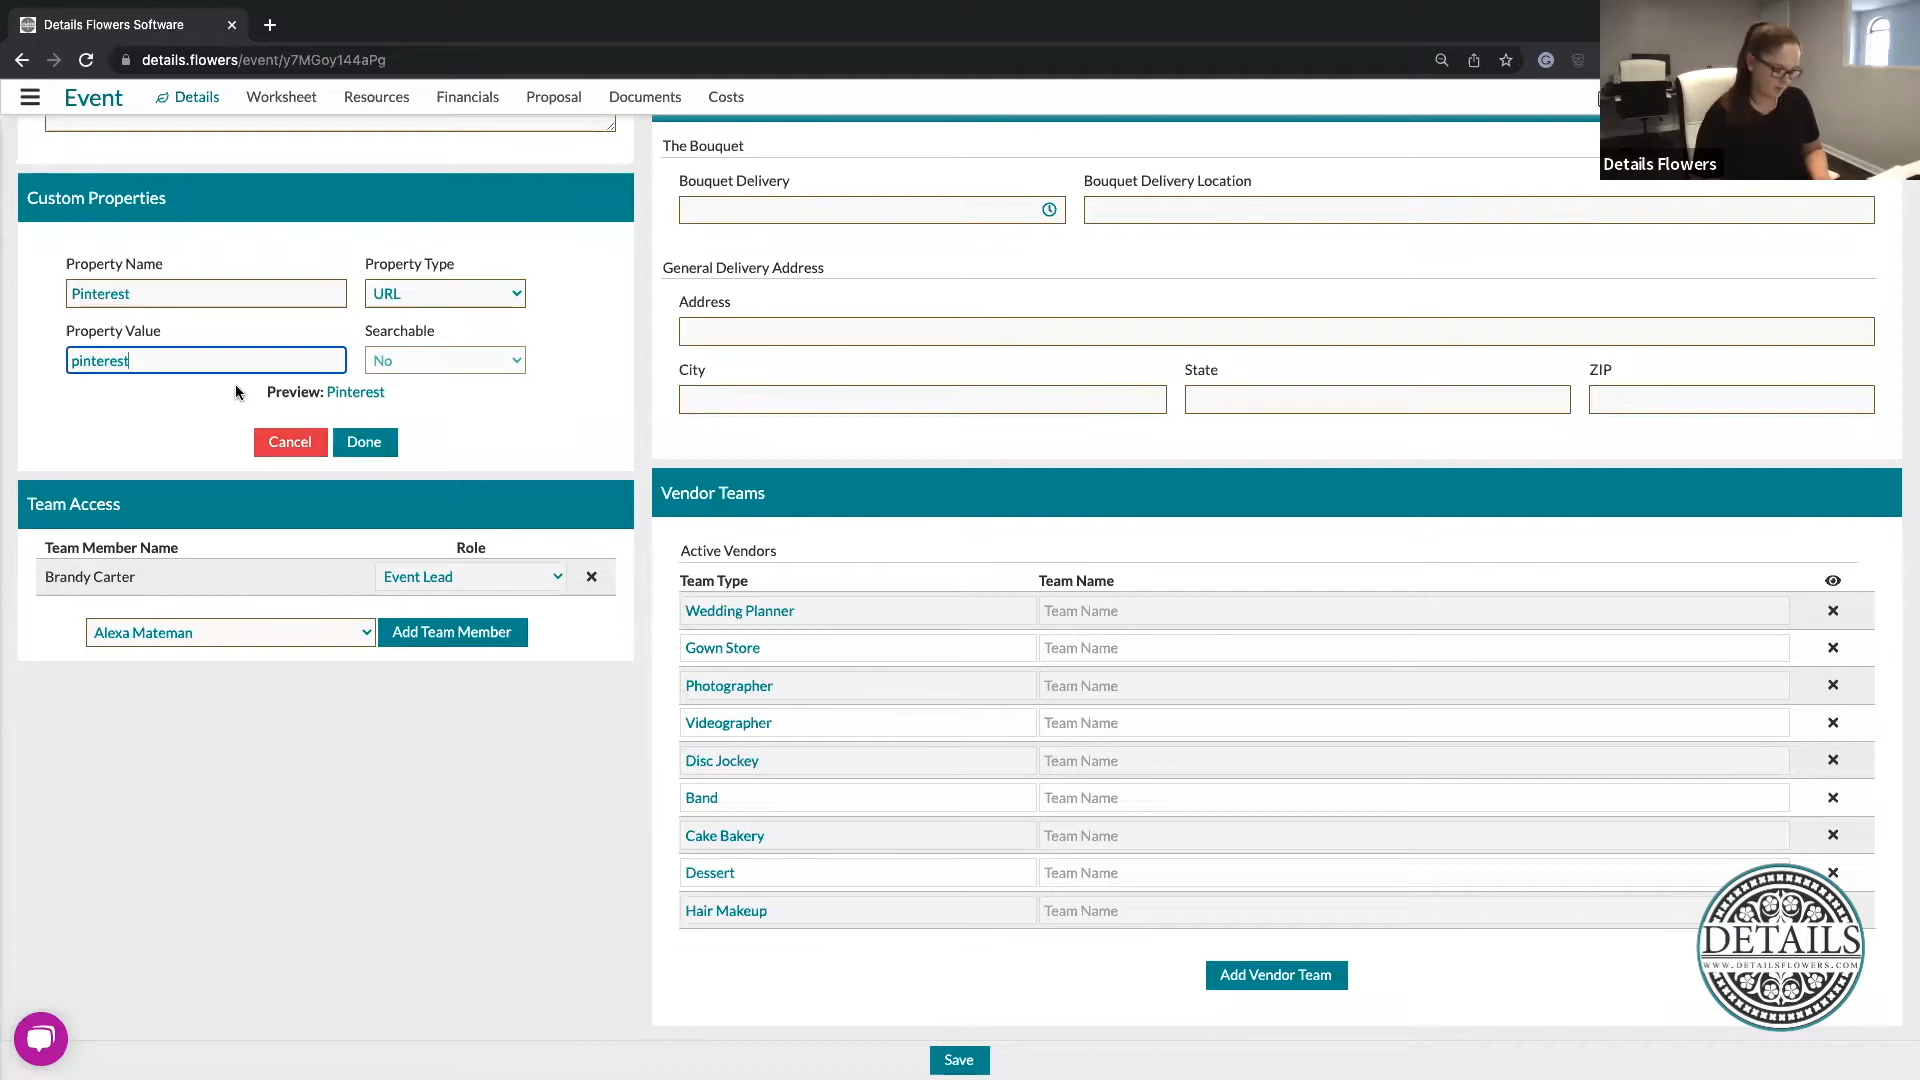 Details Flowers Software
details.flowers/event/y7MGoy144aPg
Event
Details
Worksheet
Resources
Financials
Proposal
Documents
Costs
Details Flowers
Custom Properties
Property Name
Property Type
Pinterest
URL
Property Value
Searchable
pinterest
No
Preview: Pinterest
Cancel
Done
Team Access
Team Member Name
Role
Brandy Carter
Event Lead
Alexa Mateman
Add Team Member
The Bouquet
Bouquet Delivery
Bouquet Delivery Location
General Delivery Address
Address
City
State
ZIP
Vendor Teams
Active Vendors
Team Type
Team Name
Wedding Planner
Team Name
Gown Store
Team Name
Photographer
Team Name
Videographer
Team Name
Disc Jockey
Team Name
Band
Team Name
Cake Bakery
Team Name
Dessert
Team Name
Hair Makeup
Team Name
Add Vendor Team
DETAILS
WWW.DETAILSFLOWERS.COM
Save